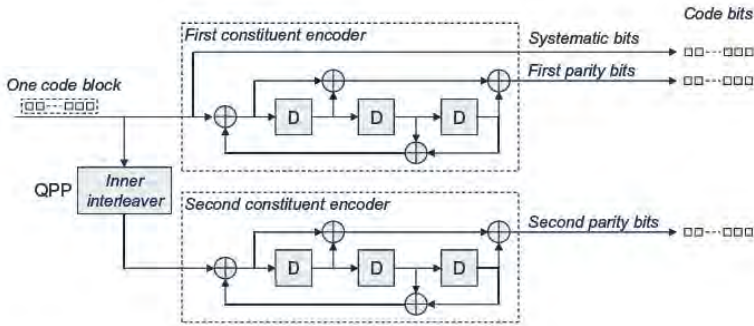 Code bits
First constituent encoder
Systematic bits
One code block
First parity bits
D
D
D
QPP
Inner
interleaver
Second constituent encoder
Second parity bits
D
D
D